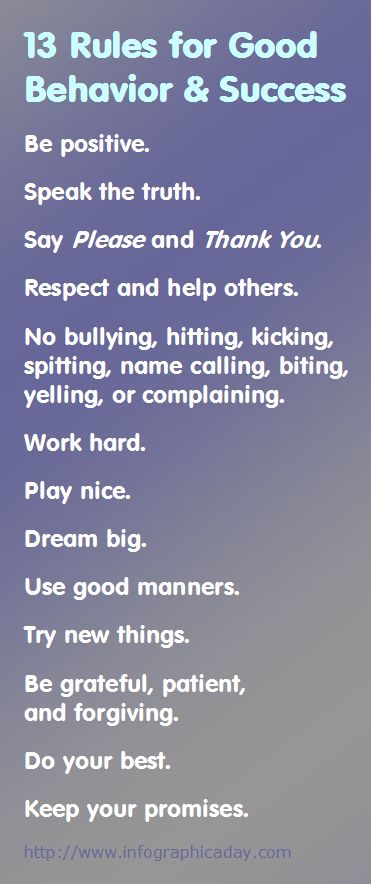 13 Rules for Good
Behavior & Success
Be positive.
Speak the truth.
Say Please and Thank You.
Respect and help others.
No bullying, hitting, kicking,
spitting, name calling, biting,
yelling, or complaining.
Work hard.
Play nice.
Dream big.
Use good manners.
Try new things.
Be grateful, patient,
and forgiving.
Do your best.
Keep your promises.
http://www.infographicaday.com